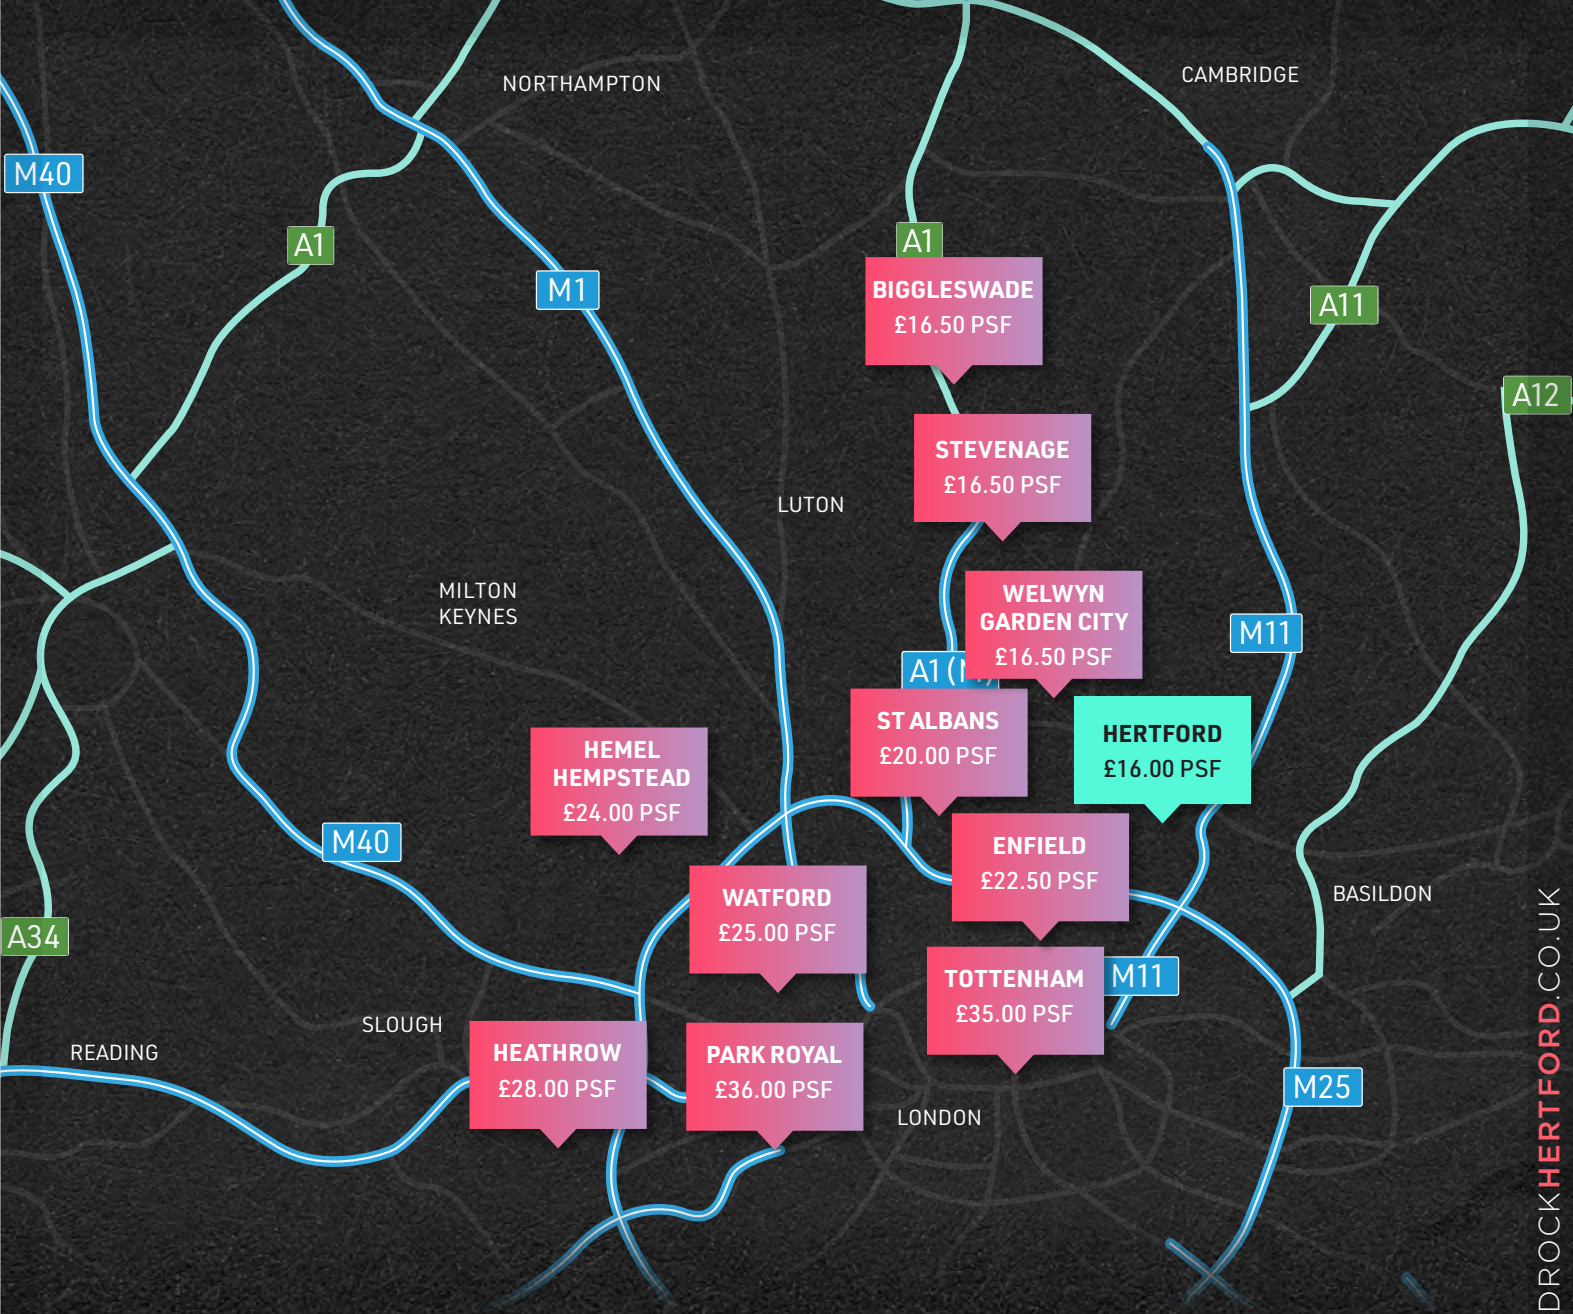 NORTHAMPTON
CAMBRIDGE
M40
A1
A1
M1
BIGGLESWADE
£16.50 PSF
A11
A12
STEVENAGE
£16.50 PSF
LUTON
MILTON
KEYNES
WELWYN
GARDEN CITY
£16.50 PSF
M11
A1(M)
ST ALBANS
£20.00 PSF
HERTFORD
£16.00 PSF
HEMEL
HEMPSTEAD
£24.00 PSF
M40
ENFIELD
£22.50 PSF
WATFORD
£25.00 PSF
BASILDON
A34
TOTTENHAM
£35.00 PSF
M11
SLOUGH
READING
HEATHROW
£28.00 PSF
PARK ROYAL
£36.00 PSF
M25
LONDON
DROCKHERTFORD.CO.UK